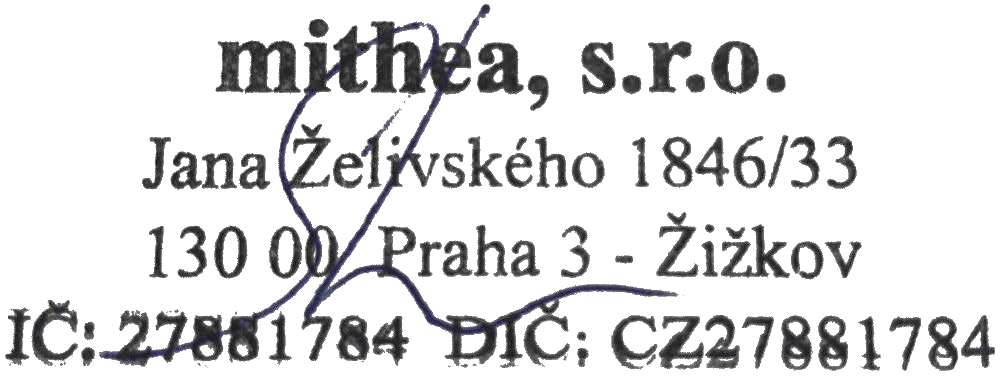 mithea, s.r.o.
Jana Želivského 1846/33
130 00 Praha 3 - Žižkov
IČ: 27881784 DIČ: CZ27881784